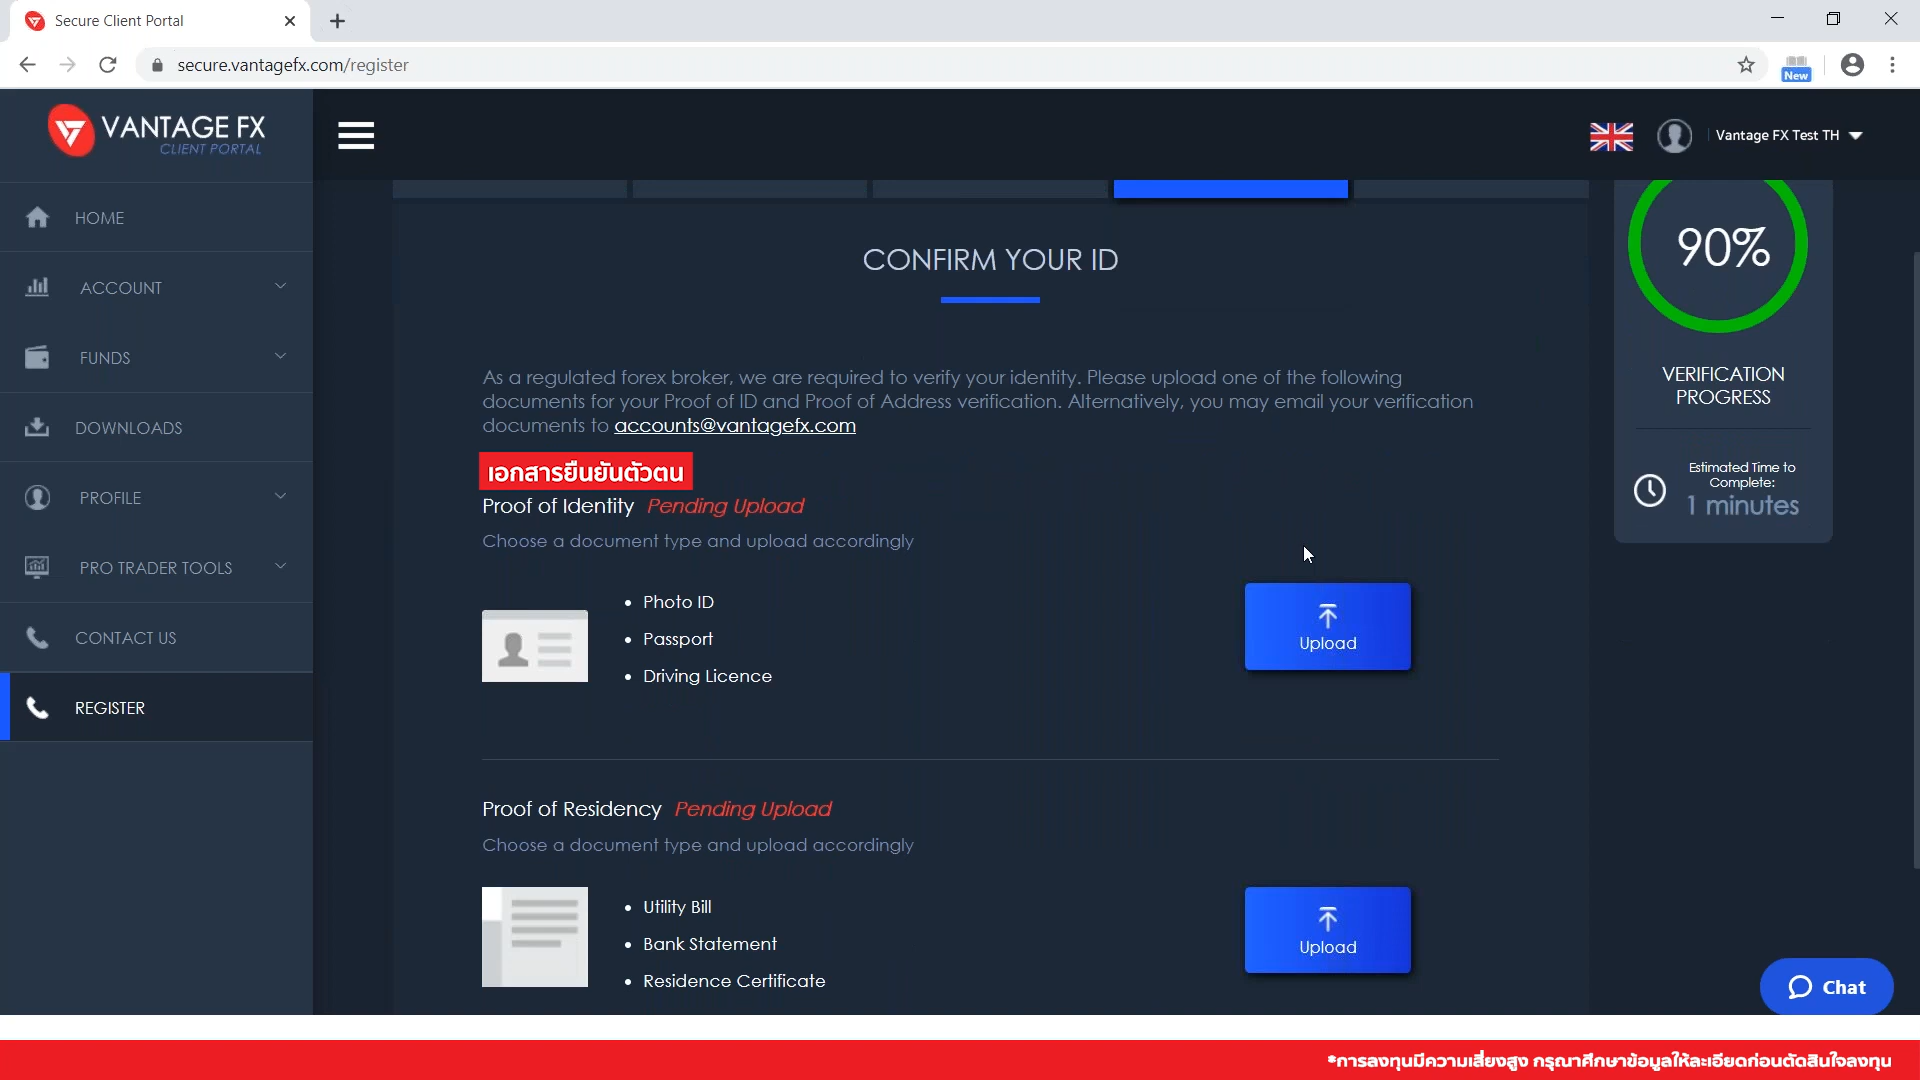 Secure Client Portal
secure.vantagefx.com/register
New
VANTAGE FX
CLIENT PORTAL
Vantage FX Test TH
HOME
ACCOUNT
FUNDS
DOWNLOADS
PROFILE
PRO TRADER TOOLS
CONTACT US
REGISTER
CONFIRM YOUR ID
As a regulated forex broker, we are required to verify your identity. Please upload one of the following
documents for your Proof of ID and Proof of Address verification. Alternatively, you may email your verification
documents to accounts@vantagefx.com
เอกสารยืนยันตัวตน
Proof of Identity Pending Upload
Choose a document type and upload accordingly
• Photo ID
• Passport
• Driving Licence
Upload
Proof of Residency Pending Upload
Choose a document type and upload accordingly
• Utility Bill
• Bank Statement
• Residence Certificate
Upload
90%
VERIFICATION
PROGRESS
Estimated Time to
Complete:
1 minutes
Chat
*การลงทุนมีความเสี่ยงสูง กรุณาศึกษาข้อมูลให้ละเอียดก่อนตัดสินใจลงทุน